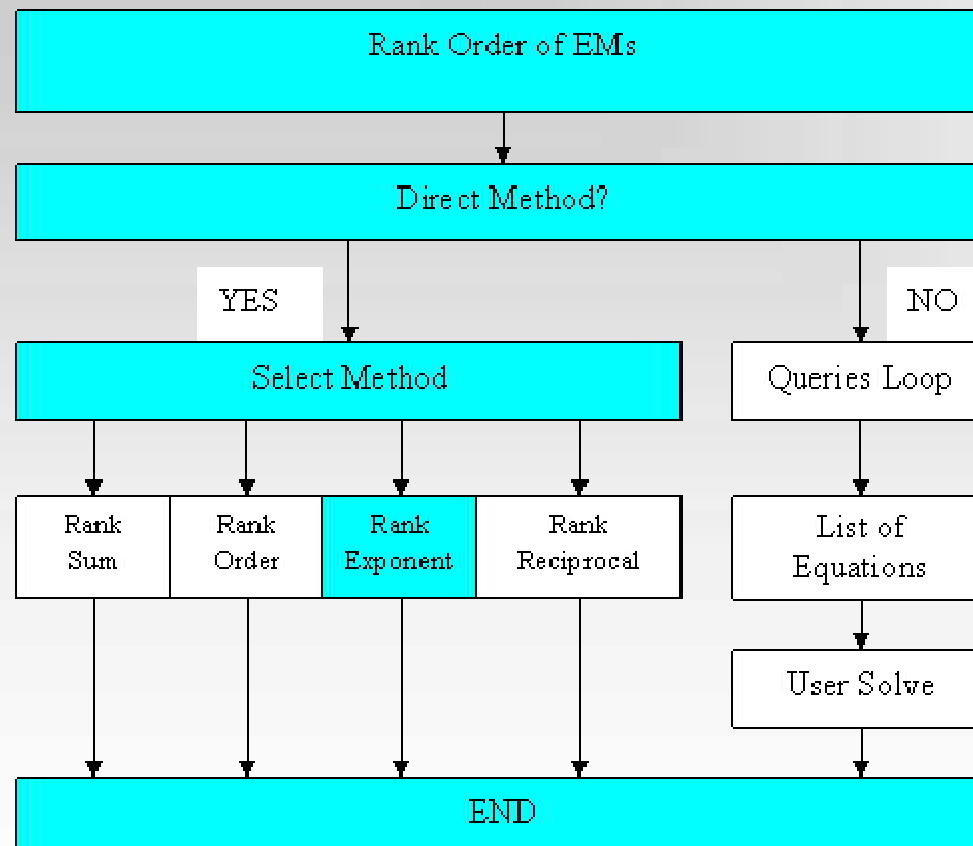 Rank Order of EMs
Direct Method?
YES
NO
Select Method
Queries Loop
Rank
Sum
Rank
Order
Rank
Exponent
Rank
Reciprocal
List of
Equations
User Solve
END